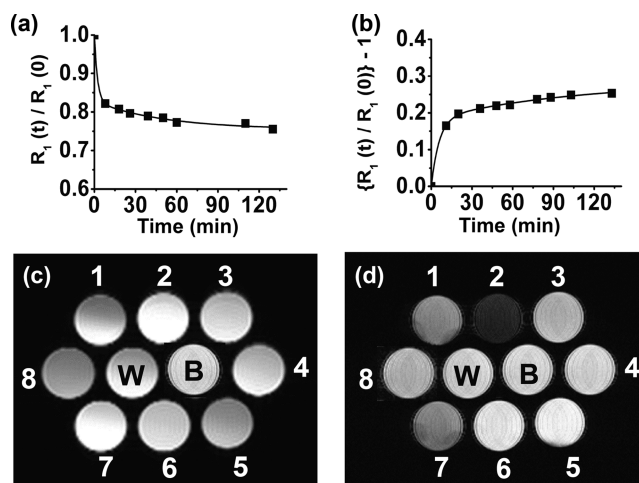 (a)
1.0
0.9
0.8
0.7
0.6
R1 (t) / R1 (0)
0 30 60 90 120
Time (min)
(b)
0.4
0.3
0.2
0.1
0.0
{R1 (t) / R1 (0)} - 1
0 30 60 90 120
Time (min)
(c)
1 2 3
8 W B 4
7 6 5
(d)
1 2 3
8 W B 4
7 6 5